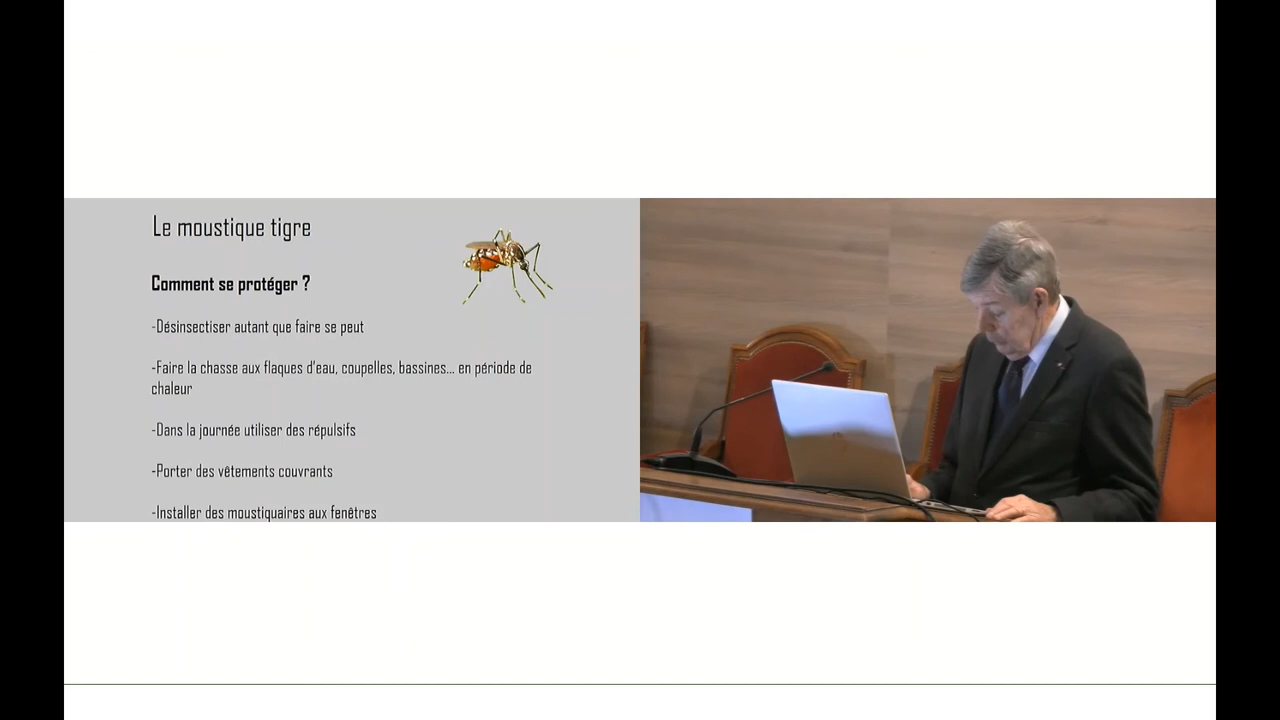 Le moustique tigre
Comment se protéger ?
-Désinsectiser autant que faire se peut
-Faire la chasse aux flaques d'eau, coupelles, bassines... en période de
chaleur
-Dans la journée utiliser des répulsifs
-Porter des vêtements couvrants
-Installer des moustiquaires aux fenêtres